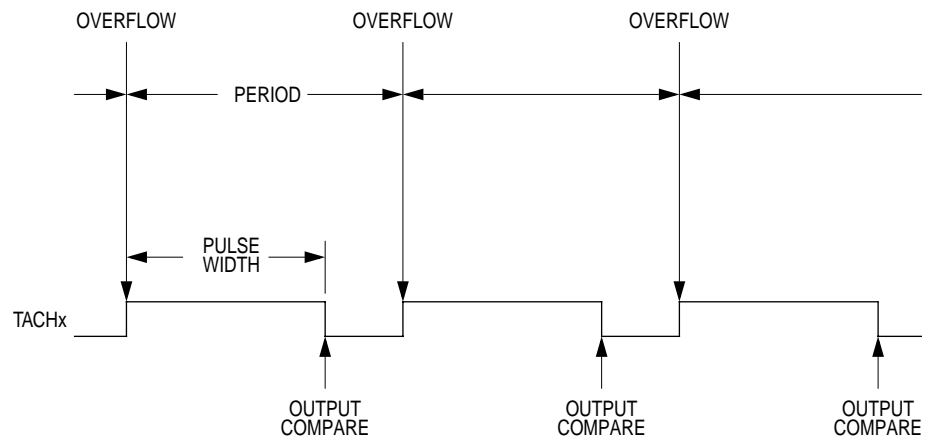 OVERFLOW
OVERFLOW
OVERFLOW
PERIOD
PULSE
WIDTH
TACHx
OUTPUT
COMPARE
OUTPUT
COMPARE
OUTPUT
COMPARE